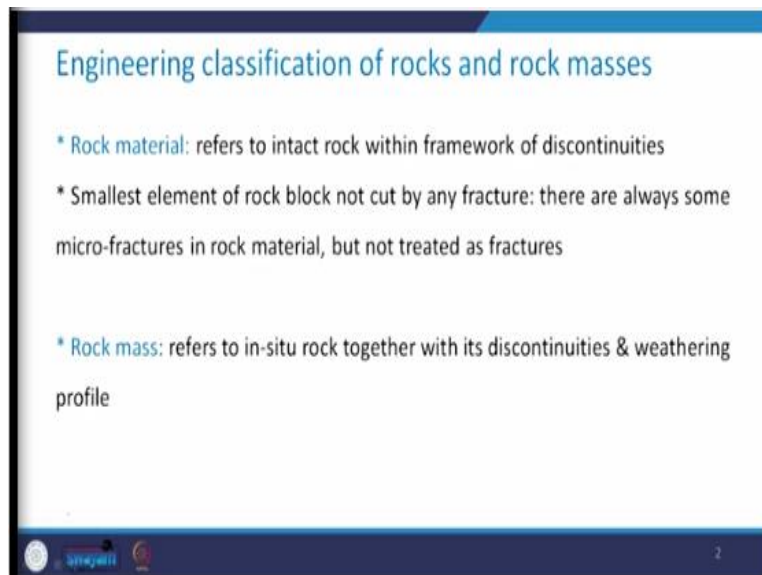 Engineering classification of rocks and rock masses
* Rock material: refers to intact rock within framework of discontinuities
* Smallest element of rock block not cut by any fracture: there are always some
micro-fractures in rock material, but not treated as fractures
* Rock mass: refers to in-situ rock together with its discontinuities & weathering
profile
swayam
2